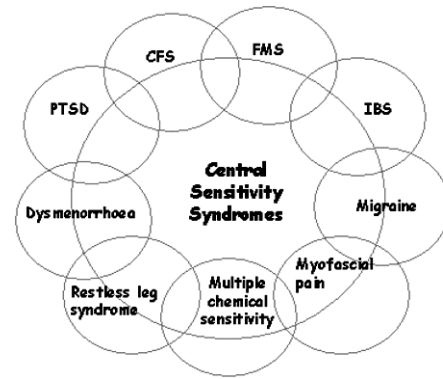 CFS
FMS
PTSD
IBS
Central
Sensitivity
Syndromes
Dysmenorrhoea
Migraine
Restless leg
syndrome
Multiple
chemical
sensitivity
Myofascial
pain